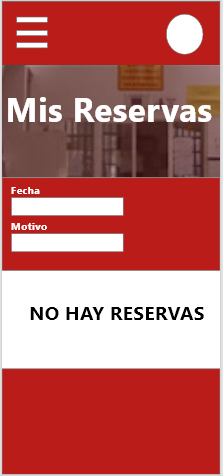 Mis Reservas
Fecha
Motivo
NO HAY RESERVAS